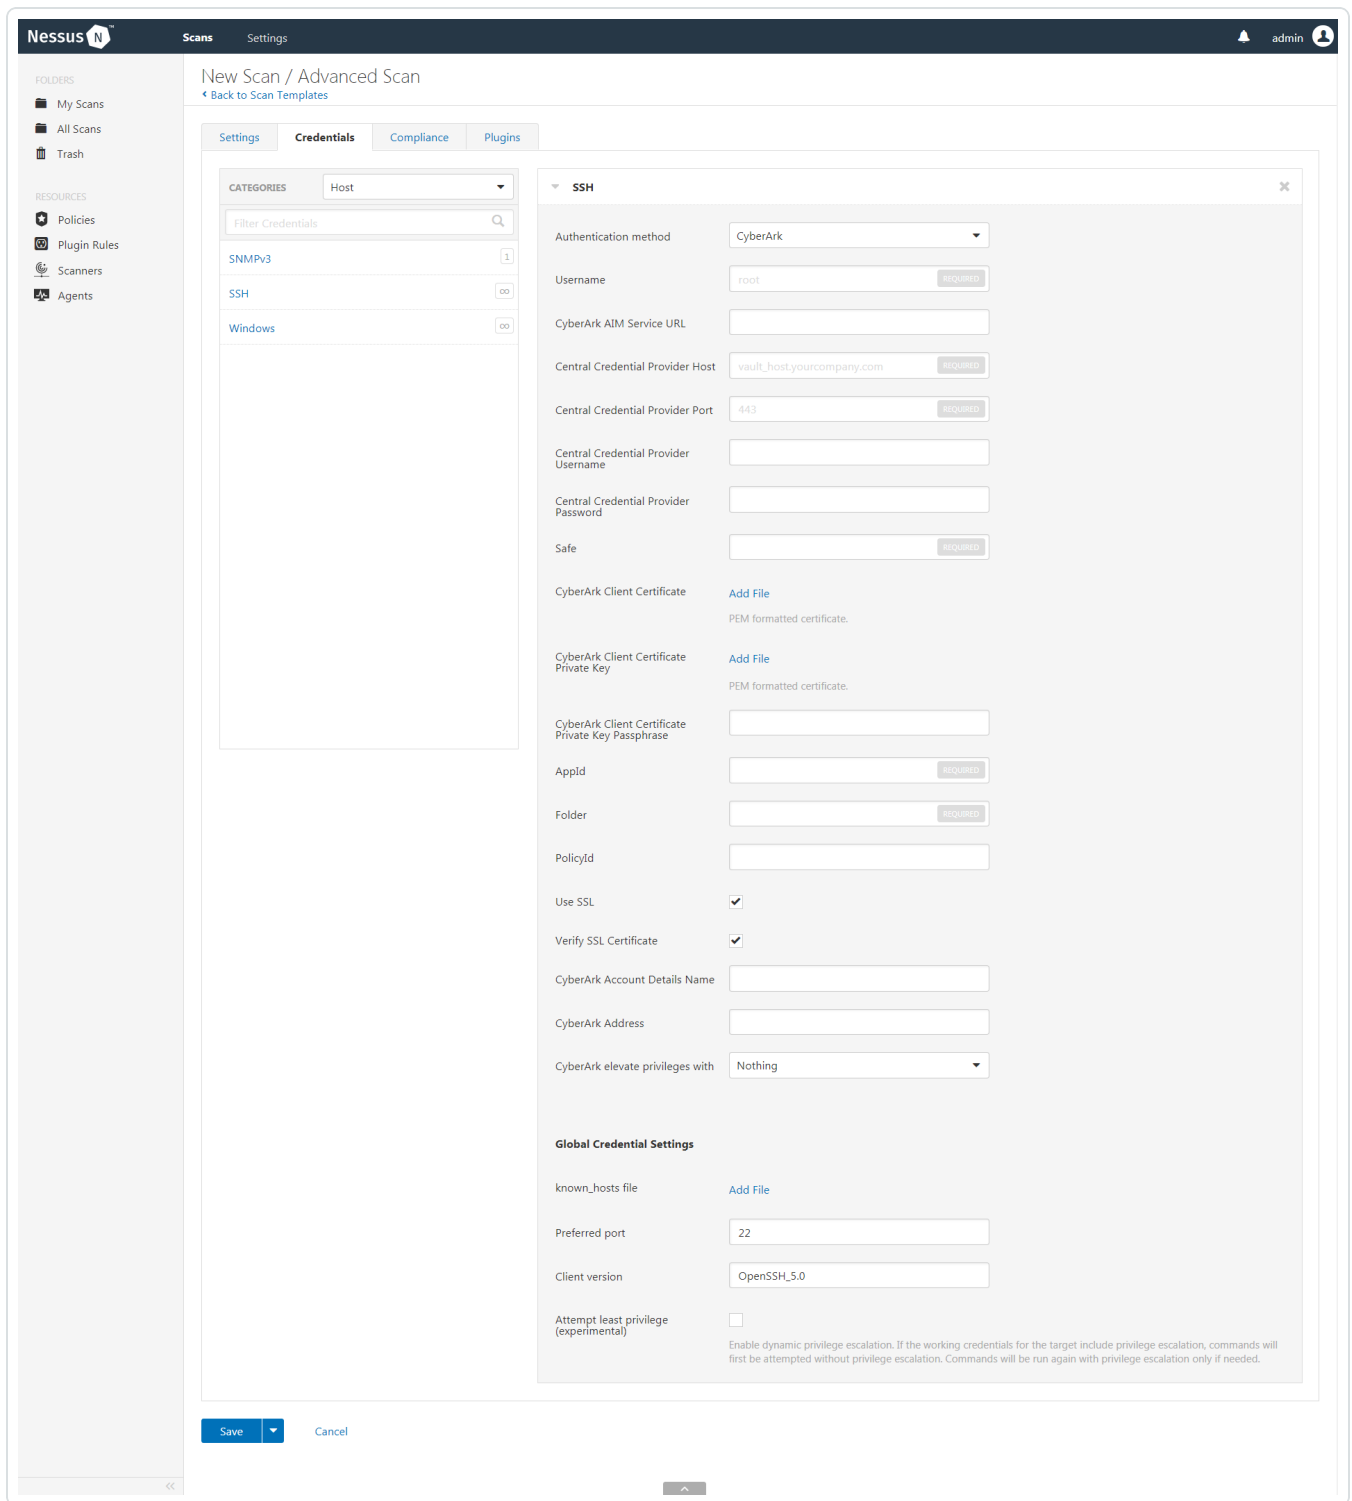 Nessus N ™
Scans Settings admin
FOLDERS
My Scans
All Scans
Trash
RESOURCES
Policies
Plugin Rules
Scanners
Agents
New Scan / Advanced Scan
Back to Scan Templates
Settings Credentials Compliance Plugins
CATEGORIES Host
Filter Credentials
SNMPv3 1
SSH ∞
Windows ∞
SSH
Authentication method CyberArk
Username root REQUIRED
CyberArk AIM Service URL
Central Credential Provider Host vault_host.yourcompany.com REQUIRED
Central Credential Provider Port 443 REQUIRED
Central Credential Provider
Username
Central Credential Provider
Password
Safe REQUIRED
CyberArk Client Certificate Add File
PEM formatted certificate.
CyberArk Client Certificate
Private Key Add File
PEM formatted certificate.
CyberArk Client Certificate
Private Key Passphrase
AppId REQUIRED
Folder REQUIRED
PolicyId
Use SSL
Verify SSL Certificate
CyberArk Account Details Name
CyberArk Address
CyberArk elevate privileges with Nothing
Global Credential Settings
known_hosts file Add File
Preferred port 22
Client version OpenSSH_5.0
Attempt least privilege
(experimental)
Enable dynamic privilege escalation. If the working credentials for the target include privilege escalation, commands will
first be attempted without privilege escalation. Commands will be run again with privilege escalation only if needed.
Save Cancel